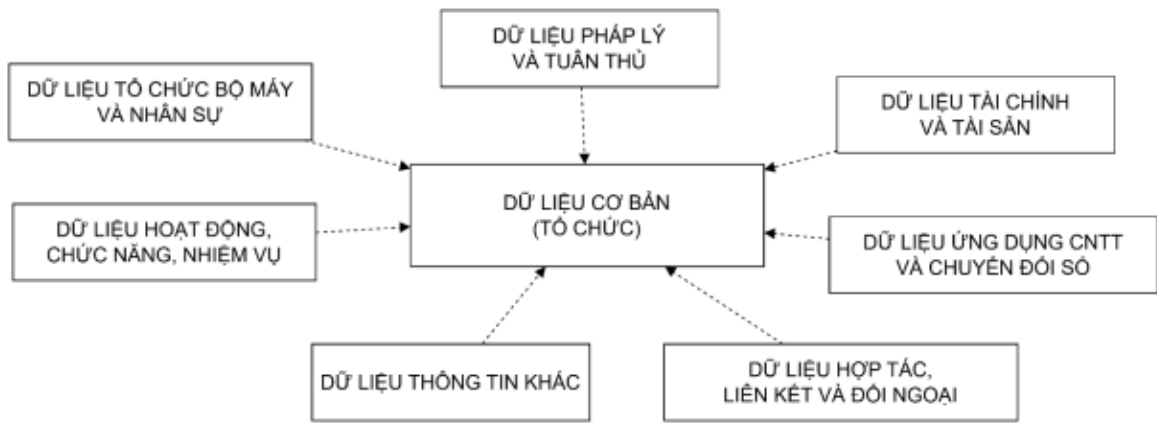 DỮ LIỆU PHÁP LÝ
VÀ TUÂN THỦ
DỮ LIỆU TỔ CHỨC BỘ MÁY
VÀ NHÂN SỰ
DỮ LIỆU TÀI CHÍNH
VÀ TÀI SẢN
DỮ LIỆU CƠ BẢN
(TỔ CHỨC)
DỮ LIỆU HOẠT ĐỘNG,
CHỨC NĂNG, NHIỆM VỤ
DỮ LIỆU ỨNG DỤNG CNTT
VÀ CHUYỂN ĐỔI SỐ
DỮ LIỆU THÔNG TIN KHÁC
DỮ LIỆU HỢP TÁC,
LIÊN KẾT VÀ ĐỐI NGOẠI